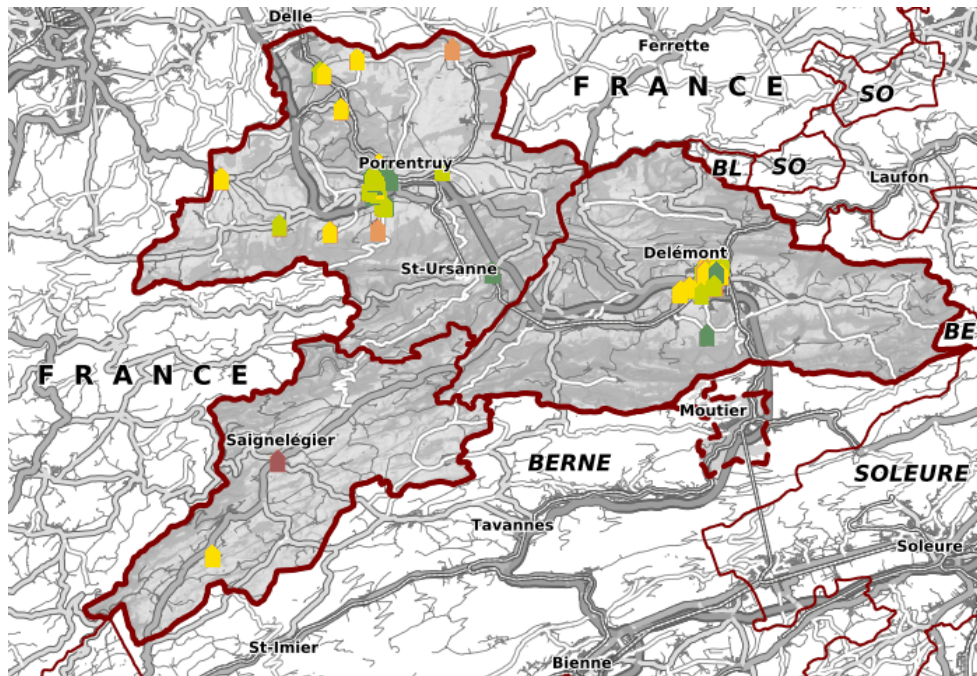 Delle
Ferrette
FRANCE
SO
Porrentruy
BL
SO
Laufon
Delémont
St-Ursanne
BE
FRANCE
Moutier
Saignelégier
BERNE
SOLEURE
Tavannes
Soleure
St-Imier
Bienne